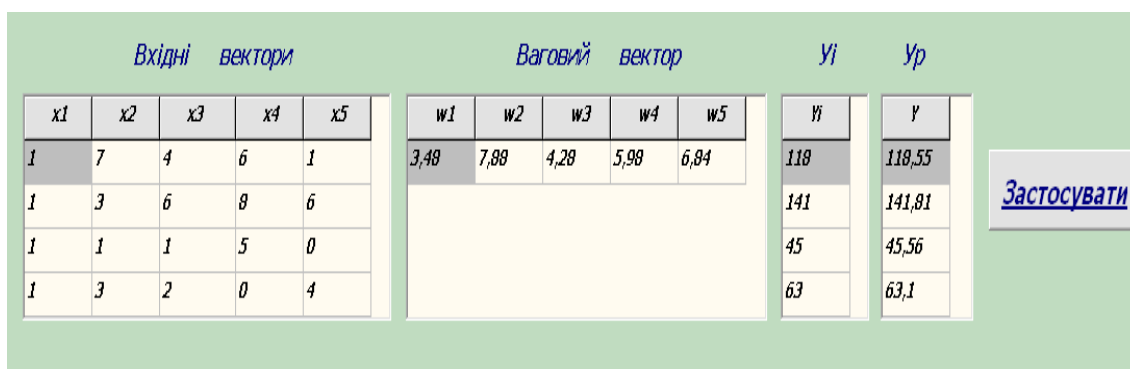 Вхідні вектори Ваговий вектор Yi Yp
x1 x2 x3 x4 x5 w1 w2 w3 w4 w5 Yi Y
1 7 4 6 1 3,48 7,88 4,28 5,98 6,84 118 118,55
1 3 6 8 6 141 141,81
1 1 1 5 0 45 45,56
1 3 2 0 4 63 63,1
Застосувати